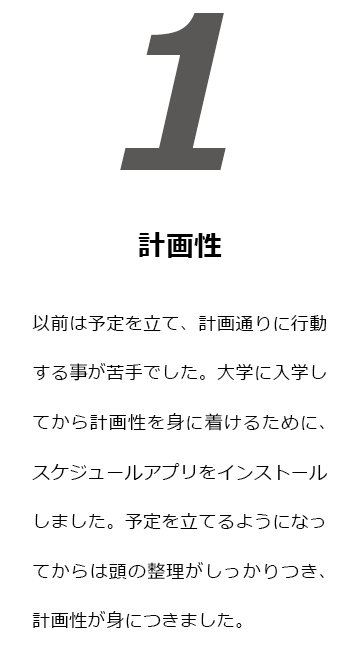 1
計画性
以前は予定を立て、計画通りに行動
する事が苦手でした。大学に入学し
てから計画性を身に着けるために、
スケジュールアプリをインストール
しました。予定を立てるようになっ
てからは頭の整理がしっかりつき、
計画性が身につきました。